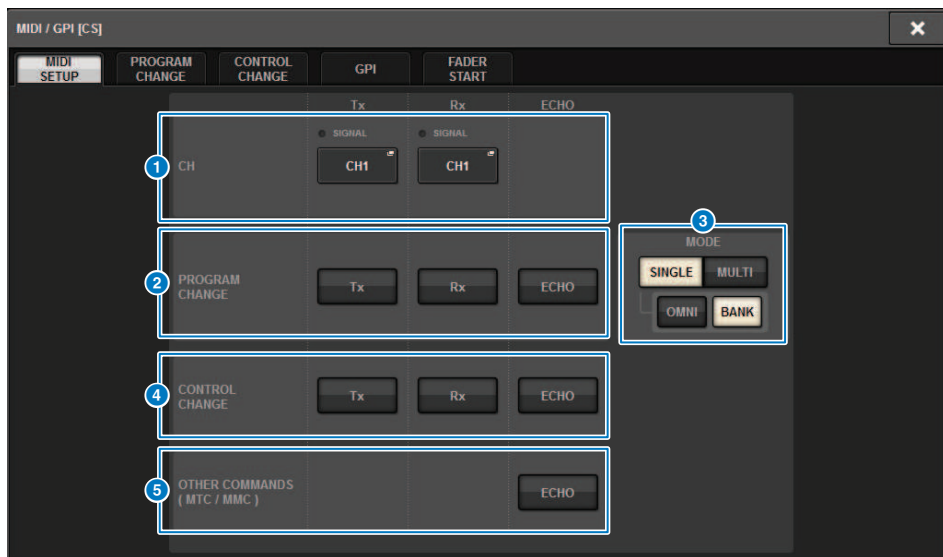 MIDI / GPI [CS]
MIDI SETUP
PROGRAM CHANGE
CONTROL CHANGE
GPI
FADER START
Tx Rx ECHO
1
CH
SIGNAL
CH1
SIGNAL
CH1
2
PROGRAM
CHANGE
Tx Rx ECHO
3
MODE
SINGLE MULTI
OMNI BANK
4
CONTROL
CHANGE
Tx Rx ECHO
5
OTHER COMMANDS
( MTC / MMC )
ECHO